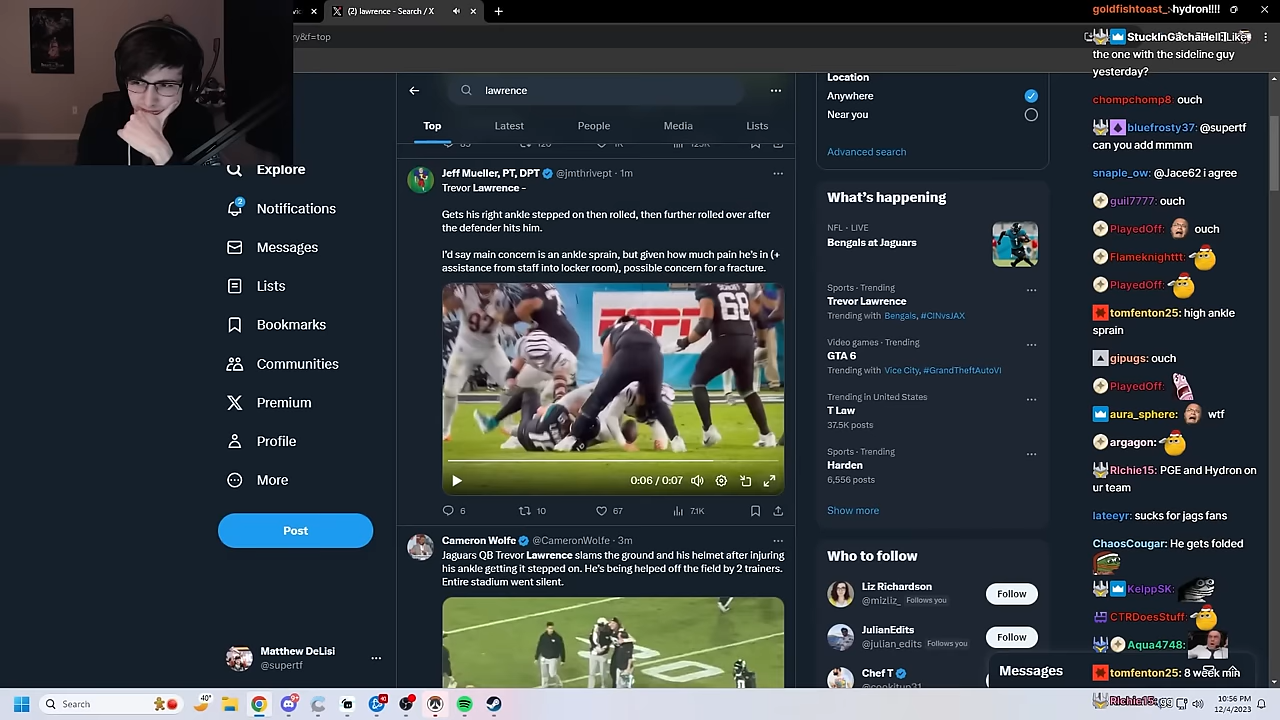 (2) lawrence - Search / X
y&f=top
lawrence
Top
Latest
People
Media
Lists
Explore
2
Notifications
Messages
Lists
Bookmarks
Communities
Premium
Profile
More
Post
Matthew DeLisi
@supertf
Jeff Mueller, PT, DPT @jmthrivept · 1m
Trevor Lawrence -
Gets his right ankle stepped on then rolled, then further rolled over after
the defender hits him.
I'd say main concern is an ankle sprain, but given how much pain he's in (+
assistance from staff into locker room), possible concern for a fracture.
68
0:06 / 0:07
6
10
67
7.1K
Cameron Wolfe @CameronWolfe · 3m
Jaguars QB Trevor Lawrence slams the ground and his helmet after injuring
his ankle getting it stepped on. He's being helped off the field by 2 trainers.
Entire stadium went silent.
Location
Anywhere
Near you
Advanced search
What's happening
NFL · LIVE
Bengals at Jaguars
Sports · Trending
Trevor Lawrence
Trending with Bengals, #CINvsJAX
Video games · Trending
GTA 6
Trending with Vice City, #GrandTheftAutoVI
Trending in United States
T Law
37.5K posts
Sports · Trending
Harden
6,556 posts
Show more
Who to follow
Liz Richardson
@mizliz_ Follows you
Follow
JulianEdits
@julian_edits Follows you
Follow
Chef T
Follow
Messages
goldfishtoast_: hydron!!!!
StuckInGachaHell: I Like
the one with the sideline guy
yesterday?
chompchomp8: ouch
bluefrosty37: @supertf
can you add mmmm
snaple_ow: @Jace62 i agree
guil7777: ouch
PlayedOff: ouch
Flameknighttt:
PlayedOff:
tomfenton25: high ankle
sprain
gipugs: ouch
PlayedOff:
aura_sphere: wtf
argagon:
RIchie15: PGE and Hydron on
ur team
lateeyr: sucks for jags fans
ChaosCougar: He gets folded
KeippSK:
CTRDoesStuff:
Aqua4748:
tomfenton25: 8 week min
RIchie15: gg
Search
40°
10:56 PM
12/4/2023